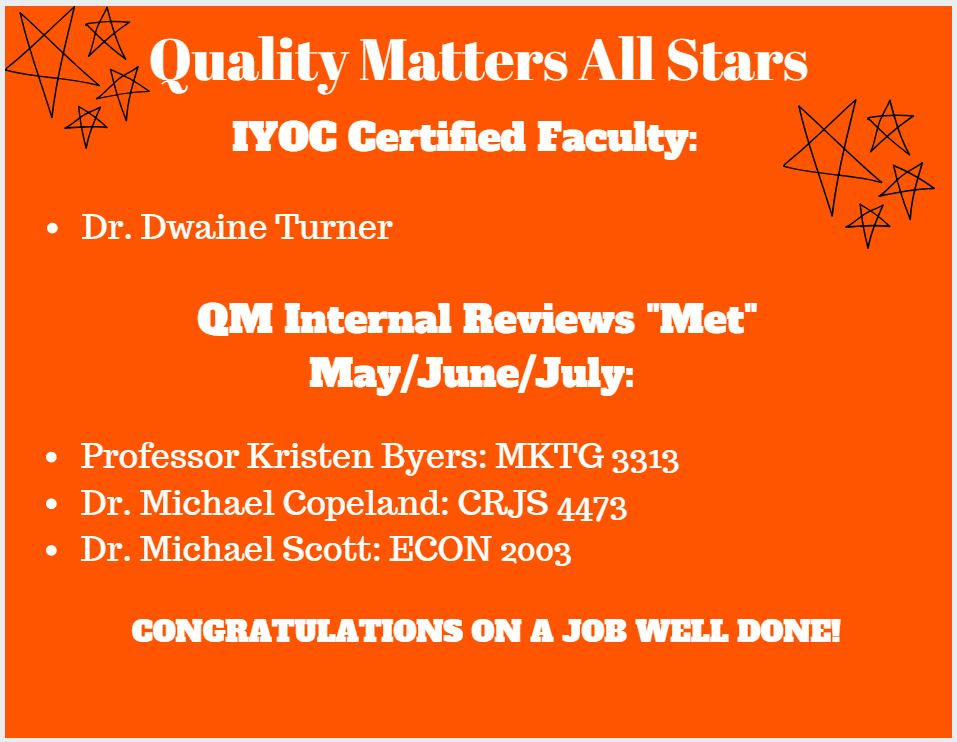 Quality Matters All Stars
IYOC Certified Faculty:
• Dr. Dwaine Turner
QM Internal Reviews "Met"
May/June/July:
• Professor Kristen Byers: MKTG 3313
• Dr. Michael Copeland: CRJS 4473
• Dr. Michael Scott: ECON 2003
CONGRATULATIONS ON A JOB WELL DONE!